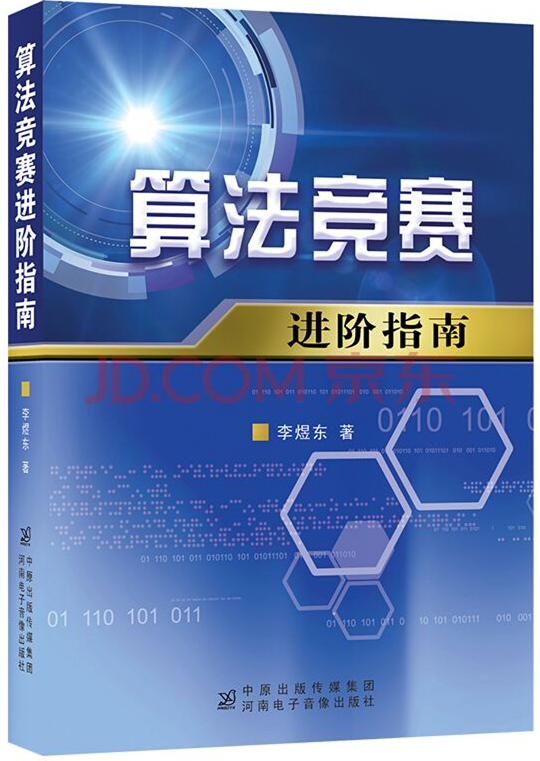 算法竞赛进阶指南
李煜东 著
中原出版传媒集团
河南电子音像出版社
算法竞赛
进阶指南
JD.COM 京东
李煜东 著
0110 101 0
01 110 101 011
中原出版传媒集团
河南电子音像出版社